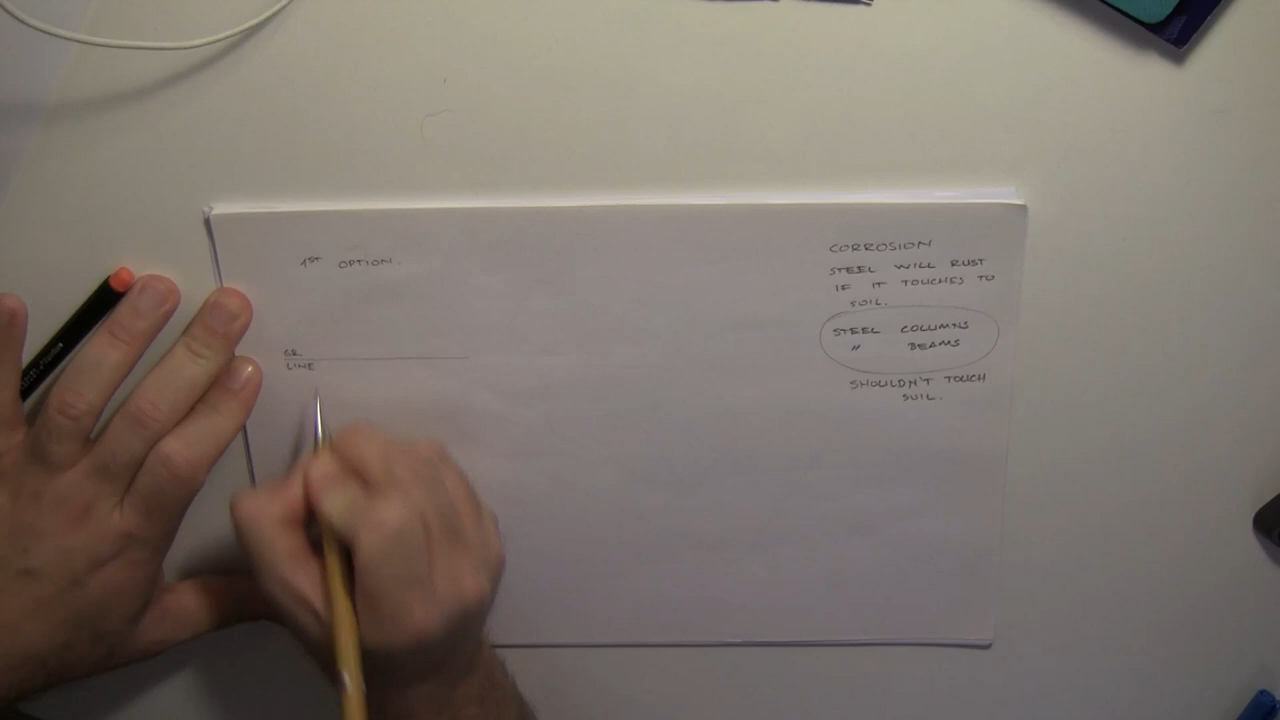 1ST OPTION.
GR.
LINE
CORROSION
STEEL WILL RUST
IF IT TOUCHES TO
SOIL.
STEEL COLUMNS
〃 BEAMS
SHOULDN'T TOUCH
SOIL.